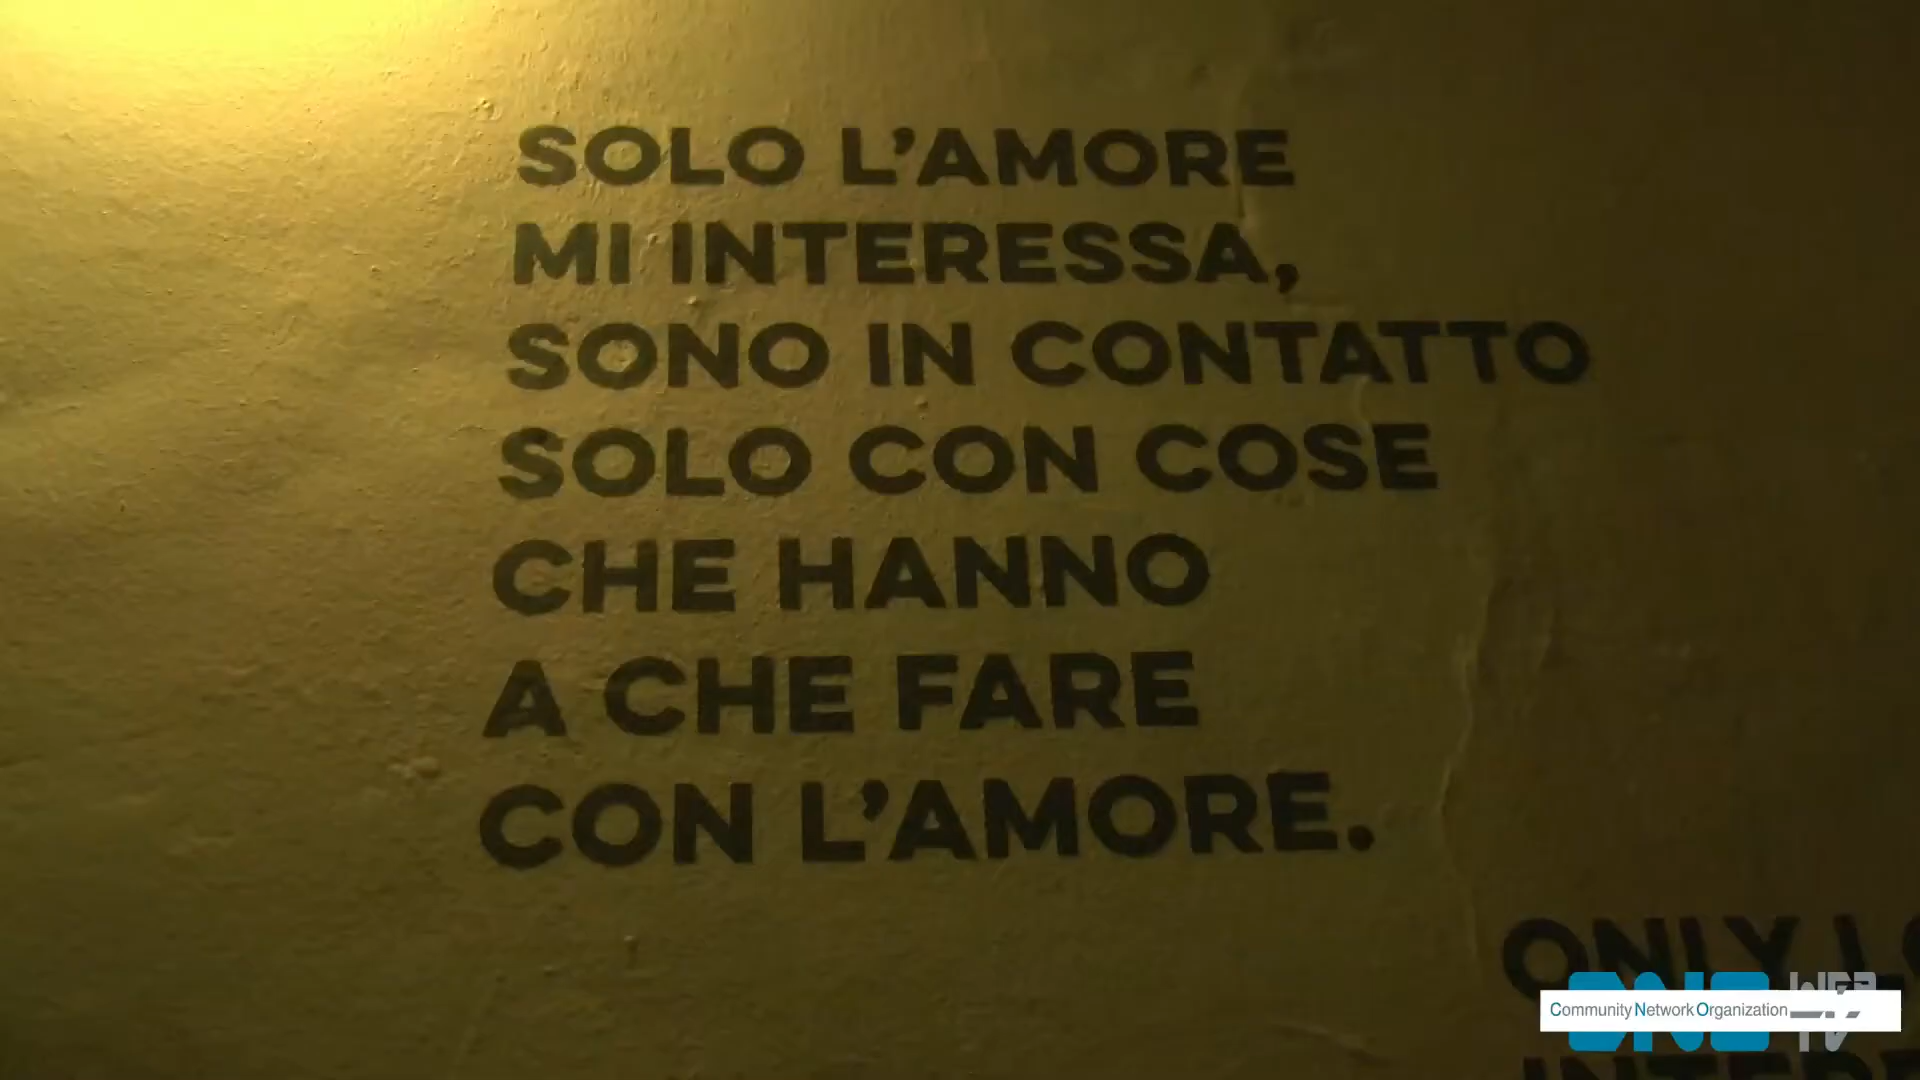 SOLO L'AMORE
MI INTERESSA,
SONO IN CONTATTO
SOLO CON COSE
CHE HANNO
A CHE FARE
CON L'AMORE.
ONLY
Community Network Organization